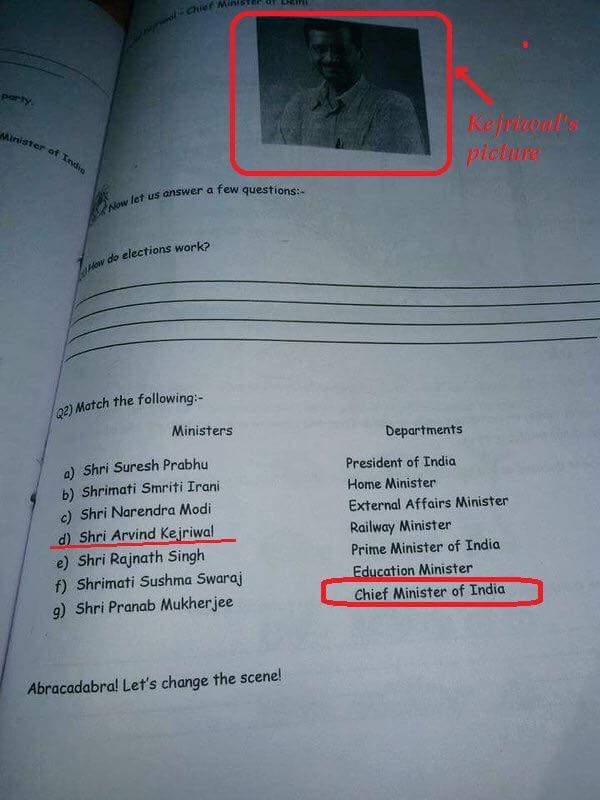 Kejriwal - Chief Minister of Delhi
party.
Minister of India
Kejriwal's
picture
Now let us answer a few questions:-
How do elections work?
Q2) Match the following:-
Ministers Departments
a) Shri Suresh Prabhu President of India
b) Shrimati Smriti Irani Home Minister
c) Shri Narendra Modi External Affairs Minister
d) Shri Arvind Kejriwal Railway Minister
e) Shri Rajnath Singh Prime Minister of India
f) Shrimati Sushma Swaraj Education Minister
g) Shri Pranab Mukherjee Chief Minister of India
Abracadabra! Let's change the scene!